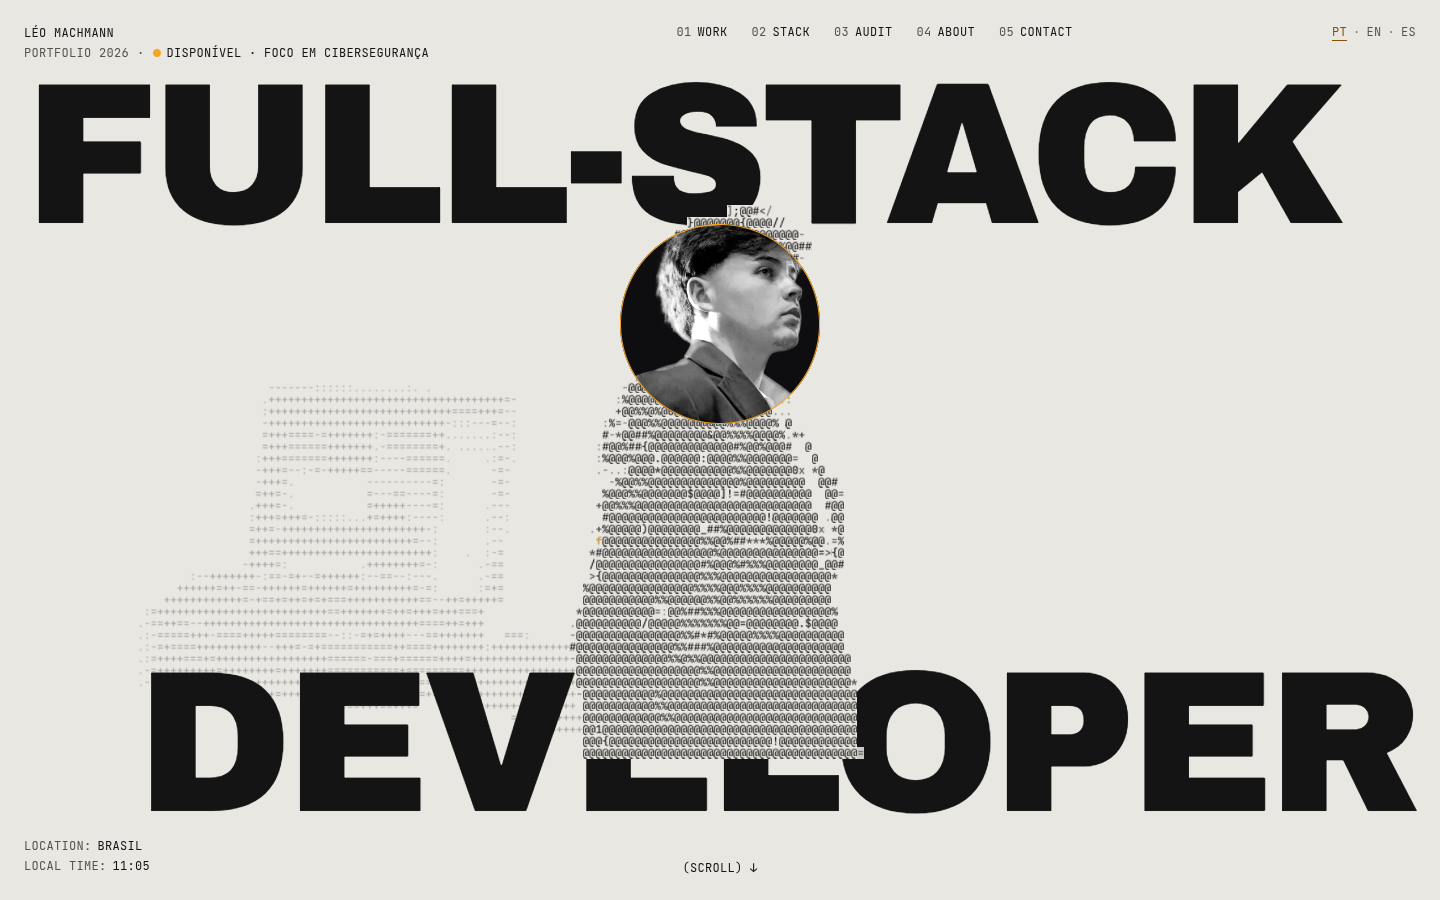 LÉO MACHMANN
PORTFOLIO 2026 · DISPONÍVEL · FOCO EM CIBERSEGURANÇA
01 WORK 02 STACK 03 AUDIT 04 ABOUT 05 CONTACT
PT · EN · ES
FULL-STACK
DEVELOPER
LOCATION: BRASIL
LOCAL TIME: 11:05
(SCROLL) ↓